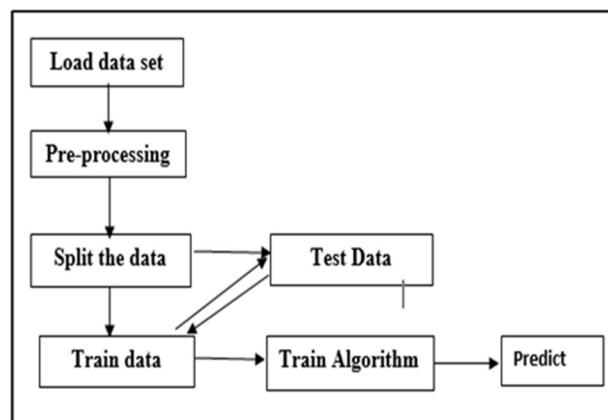 Load data set
Pre-processing
Split the data
Test Data
Train data
Train Algorithm
Predict